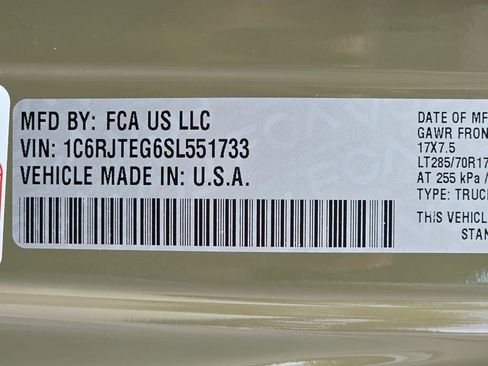 MFD BY: FCA US LLC
VIN: 1C6RJTEG6SL551733
VEHICLE MADE IN: U.S.A.
DATE OF MF
GAWR FRON
17X7.5
LT285/70R17
AT 255 kPa /
TYPE: TRUC
THIS VEHICL
STAN